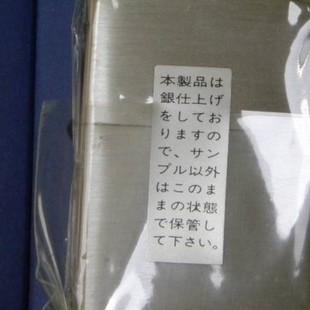 本製品は
銀仕上げ
をしてお
りますの
で、サン
プル以外
はこのま
まの状態
で保管し
て下さい。